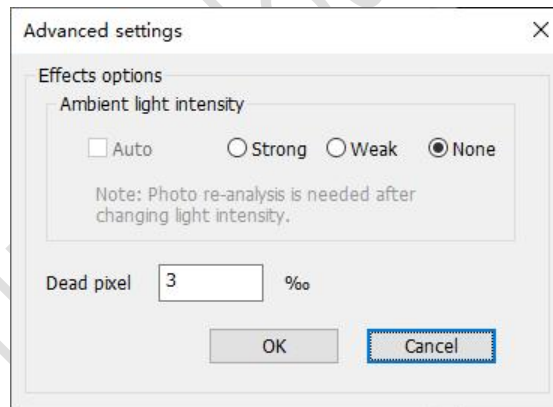 Advanced settings
Effects options
Ambient light intensity
Auto Strong Weak None
Note: Photo re-analysis is needed after
changing light intensity.
Dead pixel 3 ‰
OK Cancel